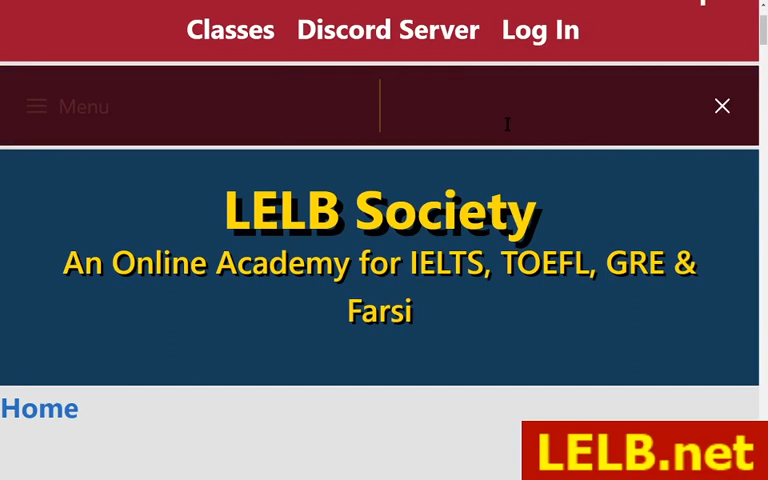 Classes Discord Server Log In
Menu
LELB Society
An Online Academy for IELTS, TOEFL, GRE &
Farsi
Home
LELB.net